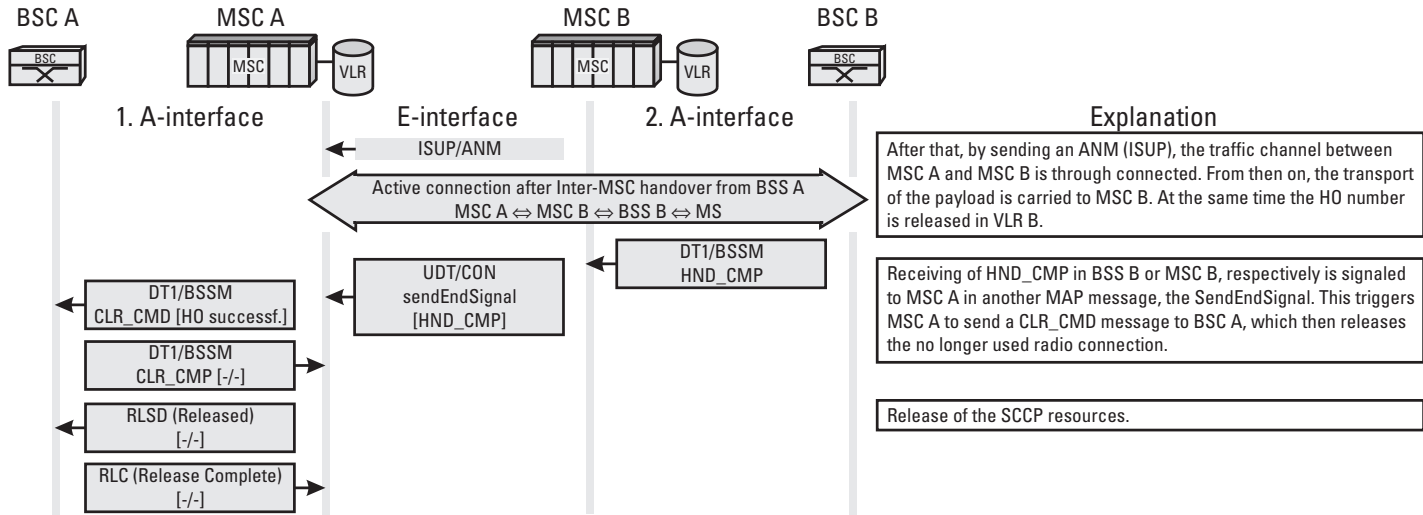 BSC A
MSC A
MSC B
BSC B
BSC
MSC
VLR
MSC
VLR
BSC
1. A-interface
E-interface
2. A-interface
Explanation
ISUP/ANM
After that, by sending an ANM (ISUP), the traffic channel between
MSC A and MSC B is through connected. From then on, the transport
of the payload is carried to MSC B. At the same time the HO number
is released in VLR B.
Active connection after Inter-MSC handover from BSS A
MSC A ⇔ MSC B ⇔ BSS B ⇔ MS
DT1/BSSM
HND_CMP
UDT/CON
sendEndSignal
[HND_CMP]
Receiving of HND_CMP in BSS B or MSC B, respectively is signaled
to MSC A in another MAP message, the SendEndSignal. This triggers
MSC A to send a CLR_CMD message to BSC A, which then releases
the no longer used radio connection.
DT1/BSSM
CLR_CMD [HO successf.]
DT1/BSSM
CLR_CMP [-/-]
RLSD (Released)
[-/-]
Release of the SCCP resources.
RLC (Release Complete)
[-/-]